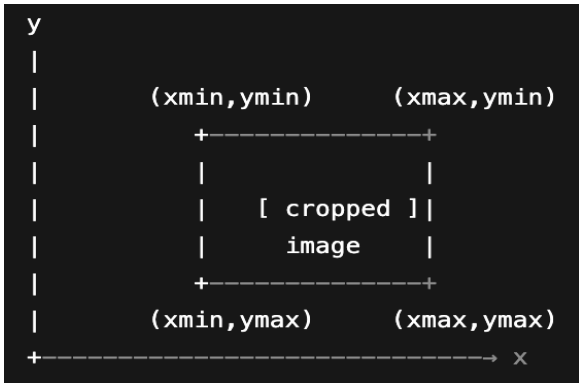 y
|
| (xmin,ymin) (xmax,ymin)
| +--------------+
| | |
| | [ cropped ]|
| | image |
| +--------------+
| (xmin,ymax) (xmax,ymax)
+-----------------------------→ x